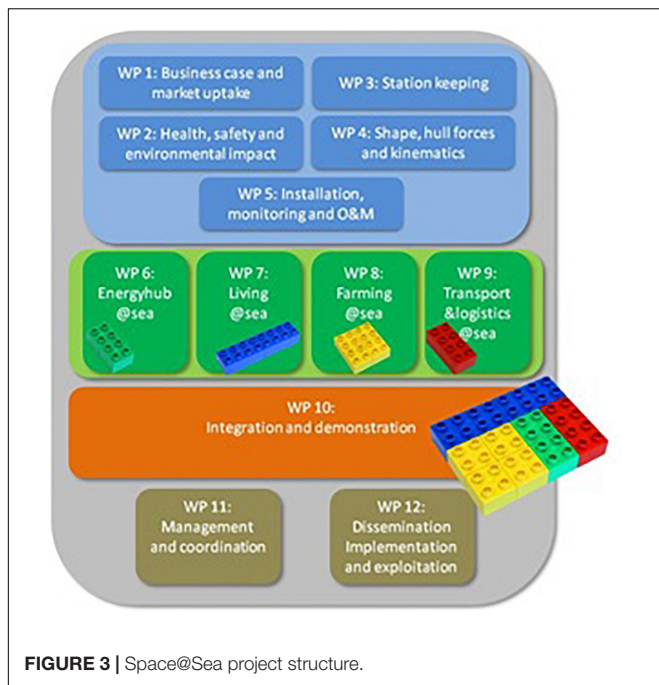 WP 1: Business case and
market uptake
WP 3: Station keeping
WP 2: Health, safety and
environmental impact
WP 4: Shape, hull forces
and kinematics
WP 5: Installation,
monitoring and O&M
WP 6:
Energyhub
@sea
WP 7:
Living
@sea
WP 8:
Farming
@sea
WP 9:
Transport
&logistics
@sea
WP 10:
Integration and demonstration
WP 11:
Management
and coordination
WP 12:
Dissemination
Implementation
and exploitation
FIGURE 3 | Space@Sea project structure.